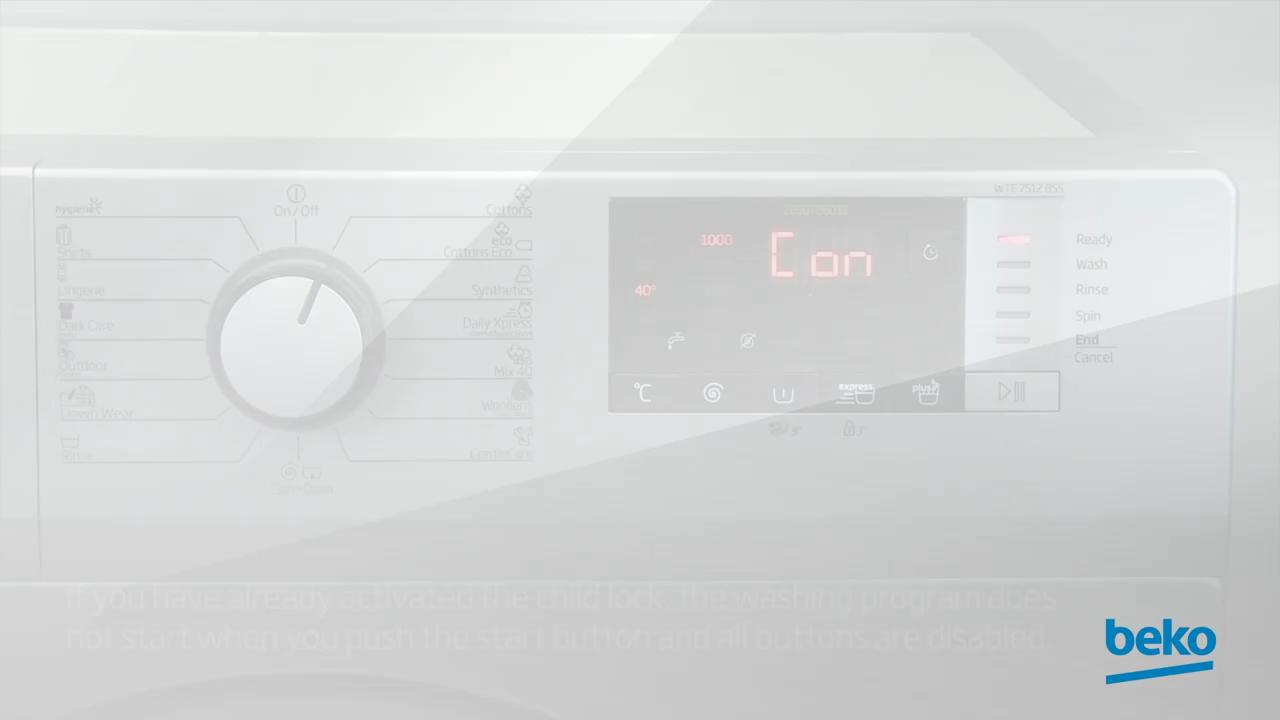 WTE 7512 BSS
hygiene
On / Off
Cottons
Shirts
eco
Cottons Eco
Lingerie
Synthetics
Dark Care
Daily Xpress
Outdoor
Mix 40
Down Wear
Woollens
Rinse
Spin+Drain
1000
Con
40°
°C
express
plus
3"
3"
Ready
Wash
Rinse
Spin
End
Cancel
If you have already activated the child lock, the washing program does
not start when you push the start button and all buttons are disabled.
beko